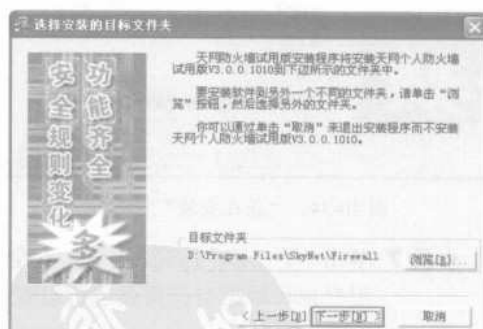 选择安装的目标文件夹
功能齐全
安全规则变化
多
天网防火墙试用版安装程序将安装天网个人防火墙
试用版V3.0.0.1010到下边所示的文件夹中。
要安装软件到另外一个不同的文件夹，请单击“浏
览”按钮，然后选择另外的文件夹。
你可以通过单击“取消”来退出安装程序而不安装
天网个人防火墙试用版V3.0.0.1010。
目标文件夹
D:\Program Files\SkyNet\Firewall
浏览(R)...
<上一步(B)
下一步(N)>
取消